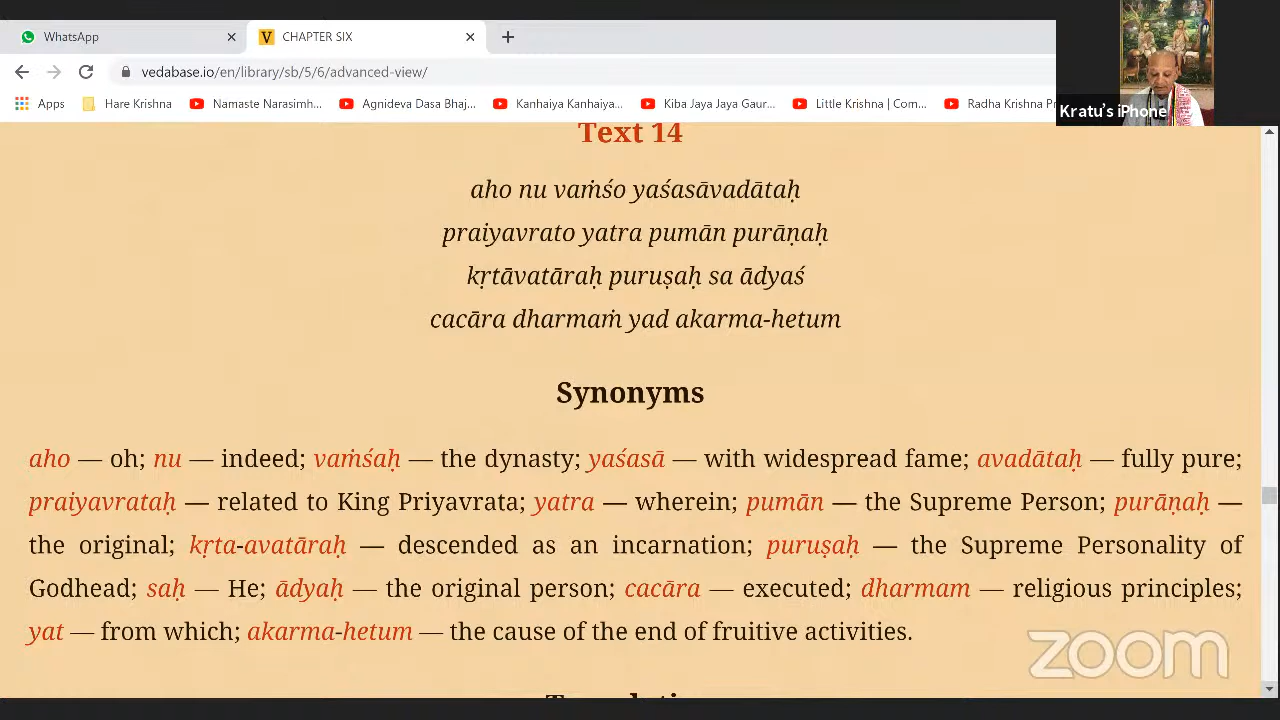 WhatsApp
CHAPTER SIX
vedabase.io/en/library/sb/5/6/advanced-view/
Apps Hare Krishna Namaste Narasimh... Agnideva Dasa Bhaj... Kanhaiya Kanhaiya... Kiba Jaya Jaya Gaur... Little Krishna | Com... Radha Krishna Pr
Kratu's iPhone
Text 14
aho nu vaṁśo yaśasāvadātaḥ
praiyavrato yatra pumān purāṇaḥ
kṛtāvatāraḥ puruṣaḥ sa ādyaś
cacāra dharmaṁ yad akarma-hetum
Synonyms
aho — oh; nu — indeed; vaṁśaḥ — the dynasty; yaśasā — with widespread fame; avadātaḥ — fully pure;
praiyavrataḥ — related to King Priyavrata; yatra — wherein; pumān — the Supreme Person; purāṇaḥ —
the original; kṛta-avatāraḥ — descended as an incarnation; puruṣaḥ — the Supreme Personality of
Godhead; saḥ — He; ādyaḥ — the original person; cacāra — executed; dharmam — religious principles;
yat — from which; akarma-hetum — the cause of the end of fruitive activities.
zoom